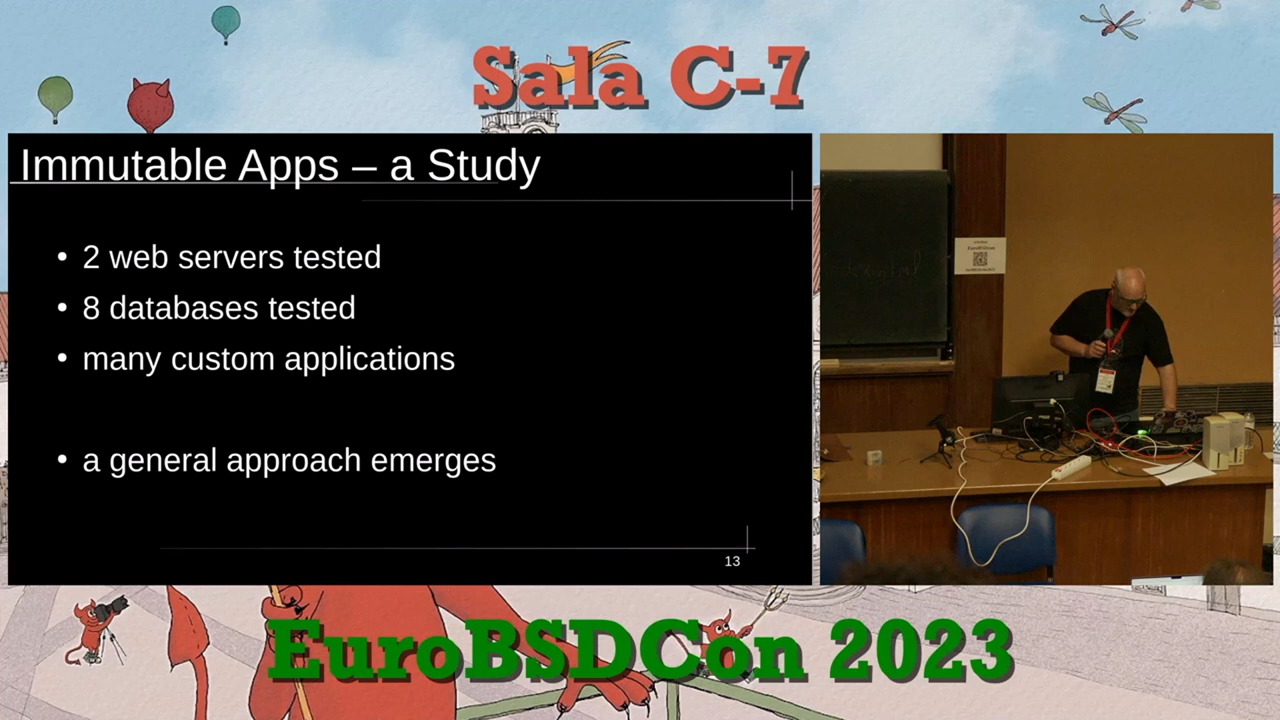 Sala C-7
Immutable Apps – a Study
• 2 web servers tested
• 8 databases tested
• many custom applications
• a general approach emerges
13
EuroBSDCon 2023